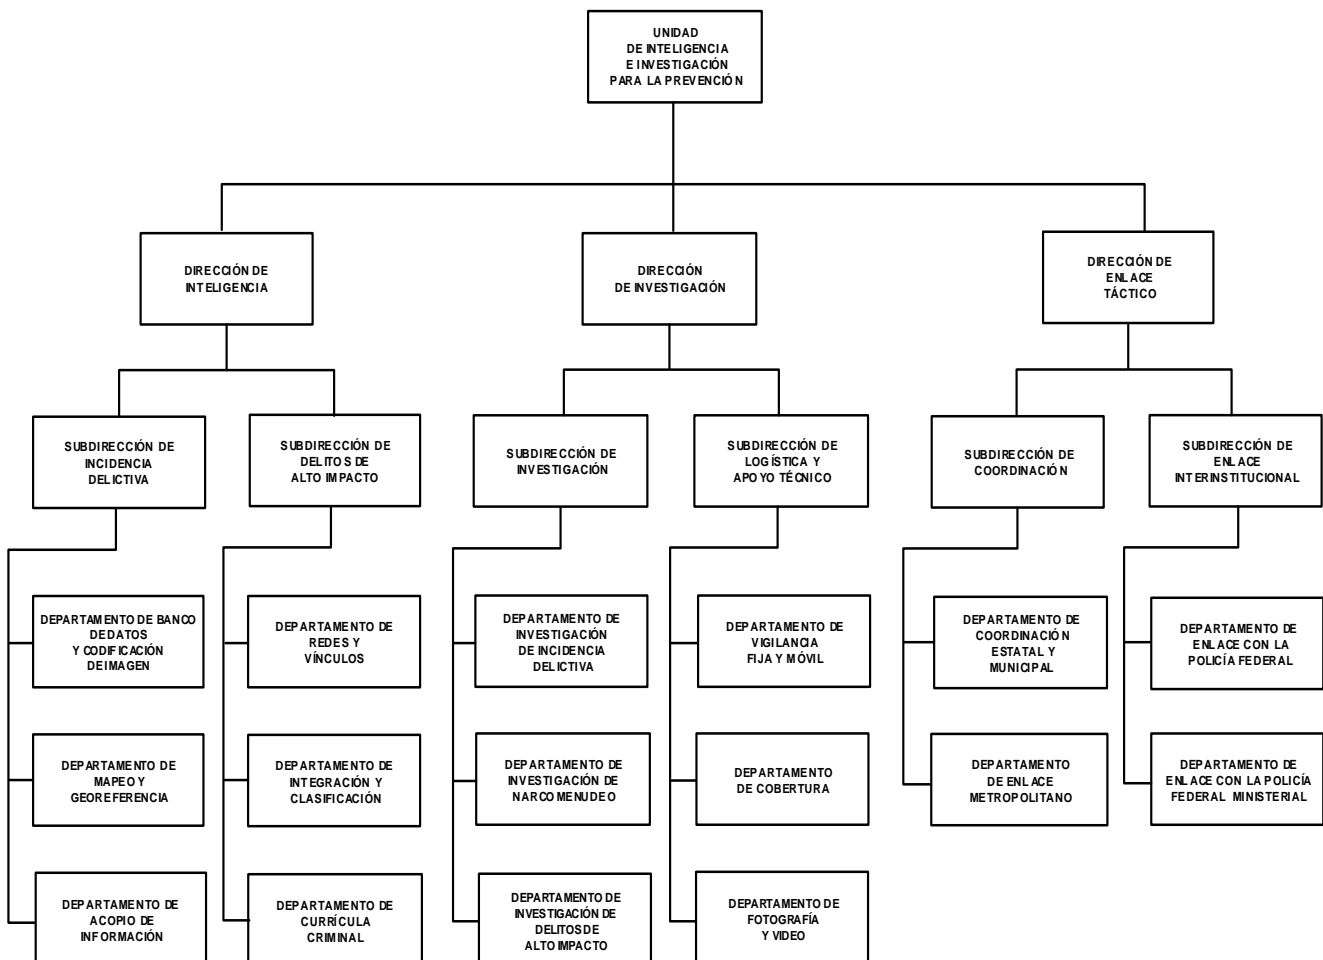 UNIDAD
DE INTELIGENCIA
E INVESTIGACIÓN
PARA LA PREVENCIÓN
DIRECCIÓN DE
INTELIGENCIA
DIRECCIÓN
DE INVESTIGACIÓN
DIRECCIÓN DE
ENLACE
TÁCTICO
SUBDIRECCIÓN DE
INCIDENCIA
DELICTIVA
SUBDIRECCIÓN DE
DELITOS DE
ALTO IMPACTO
SUBDIRECCIÓN DE
INVESTIGACIÓN
SUBDIRECCIÓN DE
LOGÍSTICA Y
APOYO TÉCNICO
SUBDIRECCIÓN DE
COORDINACIÓN
SUBDIRECCIÓN DE
ENLACE
INTERINSTITUCIONAL
DEPARTAMENTO DE BANCO
DE DATOS
Y CODIFICACIÓN
DE IMAGEN
DEPARTAMENTO DE
REDES Y
VÍNCULOS
DEPARTAMENTO DE
INVESTIGACIÓN
DE INCIDENCIA
DELICTIVA
DEPARTAMENTO DE
VIGILANCIA
FIJA Y MÓVIL
DEPARTAMENTO DE
COORDINACIÓN
ESTATAL Y
MUNICIPAL
DEPARTAMENTO DE
ENLACE CON LA
POLICÍA FEDERAL
DEPARTAMENTO DE
MAPEO Y
GEOREFERENCIA
DEPARTAMENTO DE
INTEGRACIÓN Y
CLASIFICACIÓN
DEPARTAMENTO DE
INVESTIGACIÓN DE
NARCOMENUDEO
DEPARTAMENTO
DE COBERTURA
DEPARTAMENTO
DE ENLACE
METROPOLITANO
DEPARTAMENTO DE
ENLACE CON LA POLICÍA
FEDERAL MINISTERIAL
DEPARTAMENTO DE
ACOPIO DE
INFORMACIÓN
DEPARTAMENTO DE
CURRÍCULA
CRIMINAL
DEPARTAMENTO DE
INVESTIGACIÓN DE
DELITOS DE
ALTO IMPACTO
DEPARTAMENTO DE
FOTOGRAFÍA
Y VIDEO